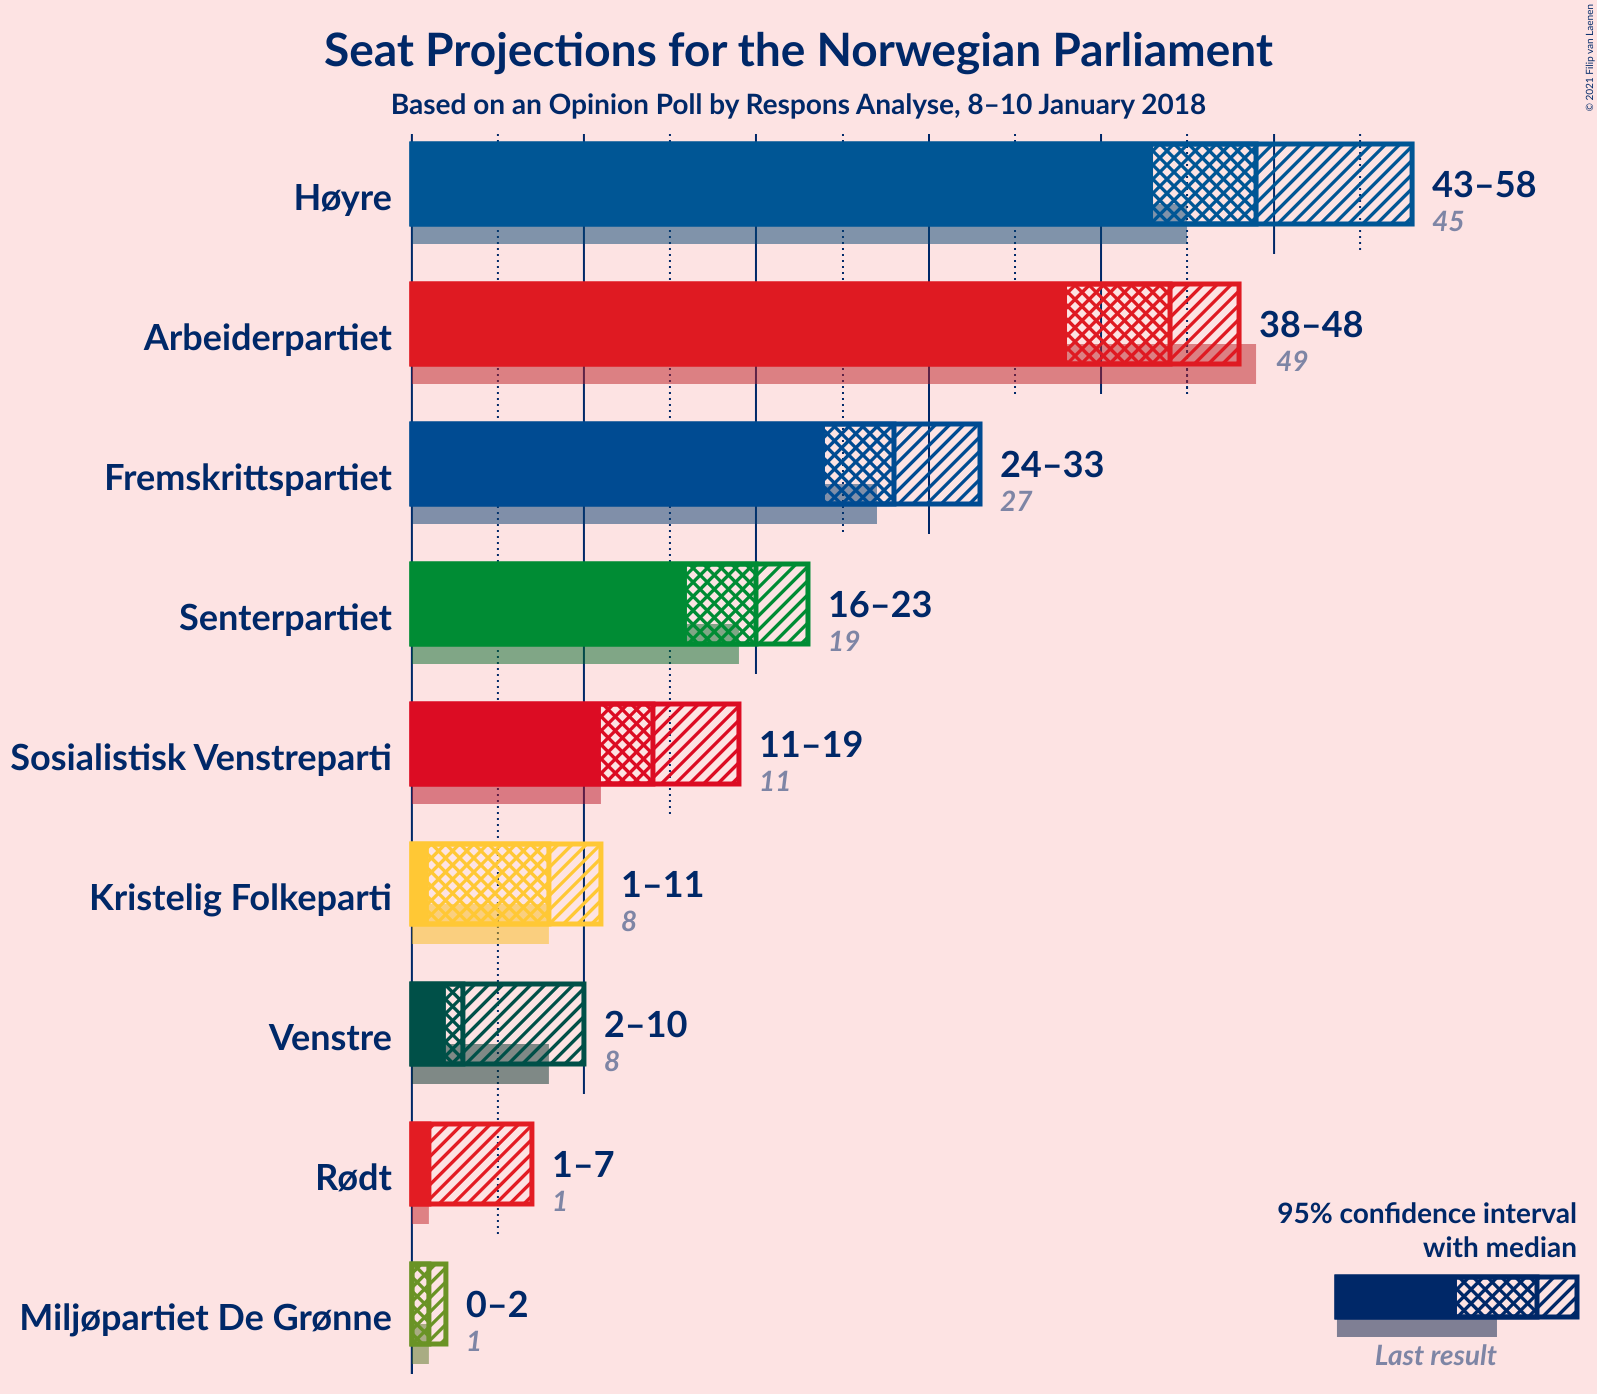 Seat Projections for the Norwegian Parliament
Based on an Opinion Poll by Respons Analyse, 8–10 January 2018
© 2021 Filip van Laenen
Høyre
43–58
45
Arbeiderpartiet
38–48
49
Fremskrittspartiet
24–33
27
Senterpartiet
16–23
19
Sosialistisk Venstreparti
11–19
11
Kristelig Folkeparti
1–11
8
Venstre
2–10
8
Rødt
1–7
1
Miljøpartiet De Grønne
0–2
1
95% confidence interval
with median
Last result